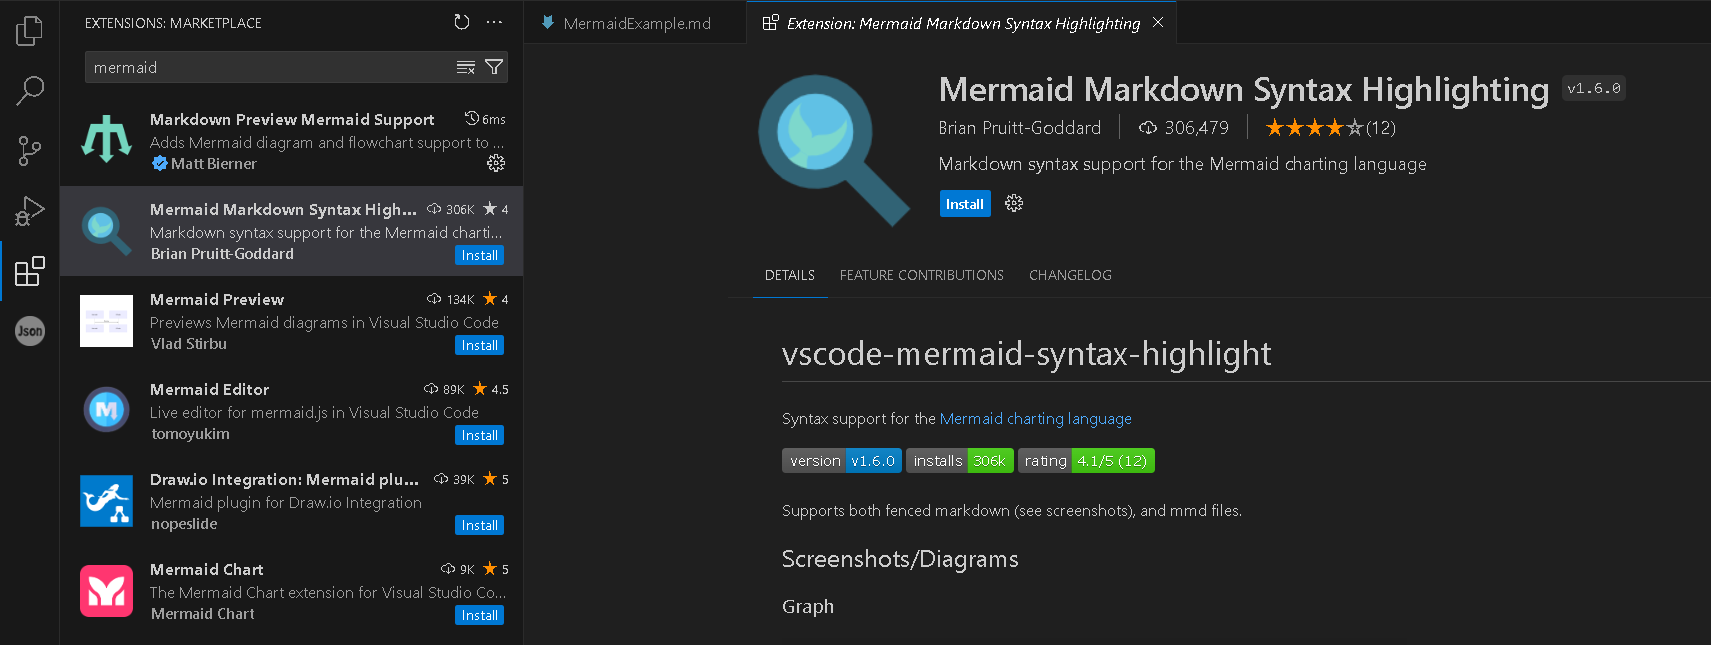 EXTENSIONS: MARKETPLACE
mermaid
Markdown Preview Mermaid Support 6ms
Adds Mermaid diagram and flowchart support to ...
Matt Bierner
Mermaid Markdown Syntax High... 306K 4
Markdown syntax support for the Mermaid charti...
Brian Pruitt-Goddard Install
Mermaid Preview 134K 4
Previews Mermaid diagrams in Visual Studio Code
Vlad Stirbu Install
Mermaid Editor 89K 4.5
Live editor for mermaid.js in Visual Studio Code
tomoyukim Install
Draw.io Integration: Mermaid plu... 39K 5
Mermaid plugin for Draw.io Integration
nopeslide Install
Mermaid Chart 9K 5
The Mermaid Chart extension for Visual Studio Co...
Mermaid Chart Install
Json
MermaidExample.md Extension: Mermaid Markdown Syntax Highlighting
Mermaid Markdown Syntax Highlighting v1.6.0
Brian Pruitt-Goddard 306,479 (12)
Markdown syntax support for the Mermaid charting language
Install
DETAILS FEATURE CONTRIBUTIONS CHANGELOG
vscode-mermaid-syntax-highlight
Syntax support for the Mermaid charting language
version v1.6.0 installs 306k rating 4.1/5 (12)
Supports both fenced markdown (see screenshots), and mmd files.
Screenshots/Diagrams
Graph